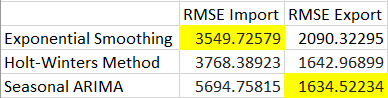 RMSE Import RMSE Export
Exponential Smoothing 3549.72579 2090.32295
Holt-Winters Method 3768.38923 1642.96899
Seasonal ARIMA 5694.75815 1634.52234